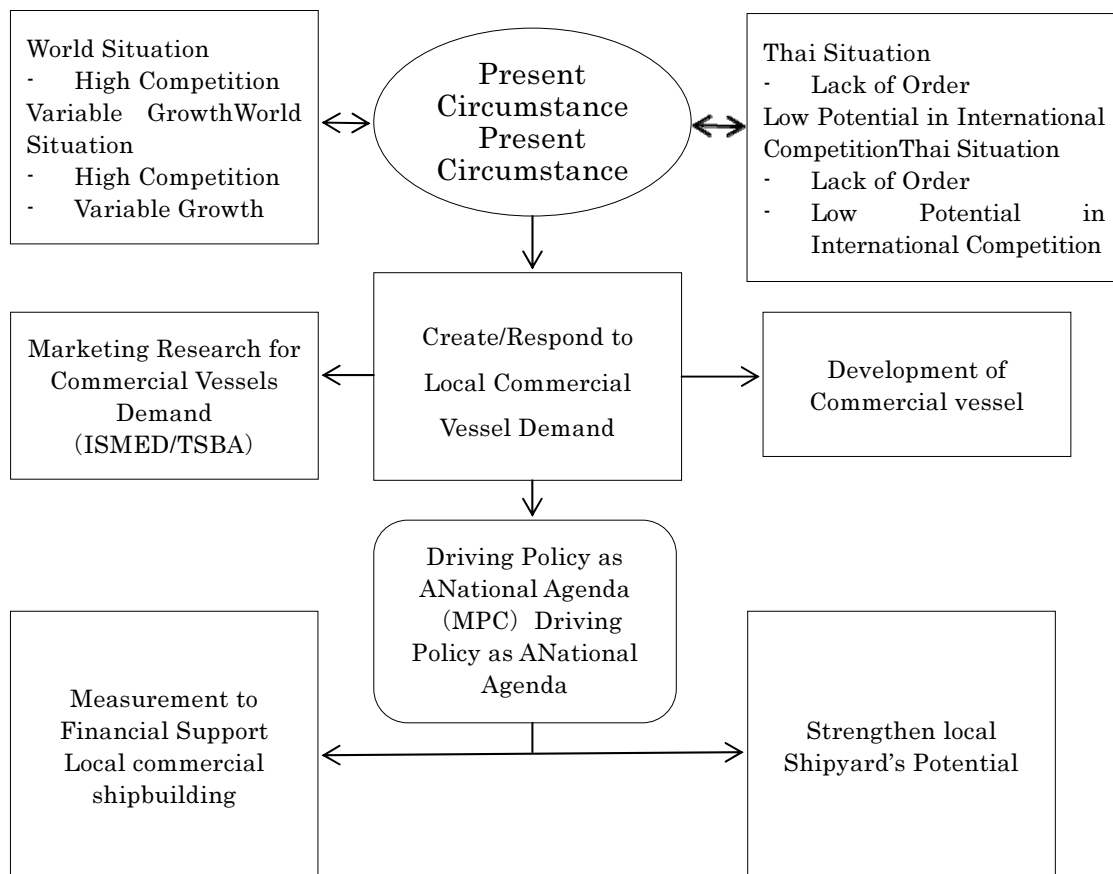 World Situation
- High Competition
Variable GrowthWorld
Situation
- High Competition
- Variable Growth
Present
Circumstance
Present
Circumstance
Thai Situation
- Lack of Order
Low Potential in International
CompetitionThai Situation
- Lack of Order
- Low Potential in
International Competition
Marketing Research for
Commercial Vessels
Demand
(ISMED/TSBA)
Create/Respond to
Local Commercial
Vessel Demand
Development of
Commercial vessel
Driving Policy as
ANational Agenda
(MPC) Driving
Policy as ANational
Agenda
Measurement to
Financial Support
Local commercial
shipbuilding
Strengthen local
Shipyard's Potential